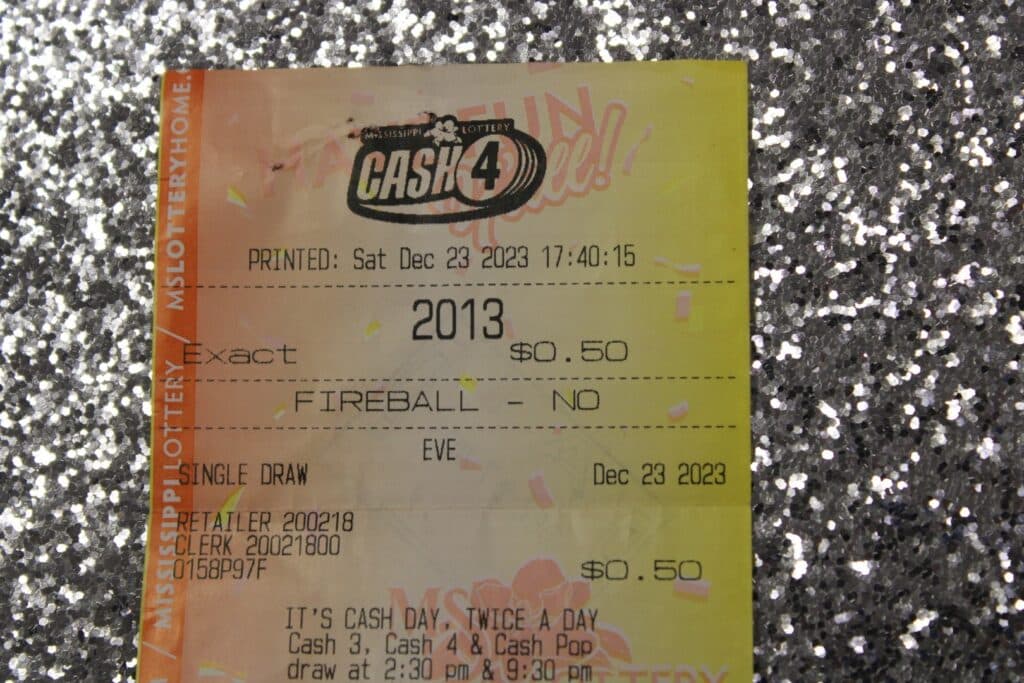 MSLOTTERYHOME.
MISSISSIPPI LOTTERY
MISSISSIPPI LOTTERY
CASH 4
PRINTED: Sat Dec 23 2023 17:40:15
2013
Exact $0.50
FIREBALL - NO
EVE
SINGLE DRAW Dec 23 2023
RETAILER 200218
CLERK 20021800
0158P97F $0.50
IT'S CASH DAY, TWICE A DAY
Cash 3, Cash 4 & Cash Pop
draw at 2:30 pm & 9:30 pm